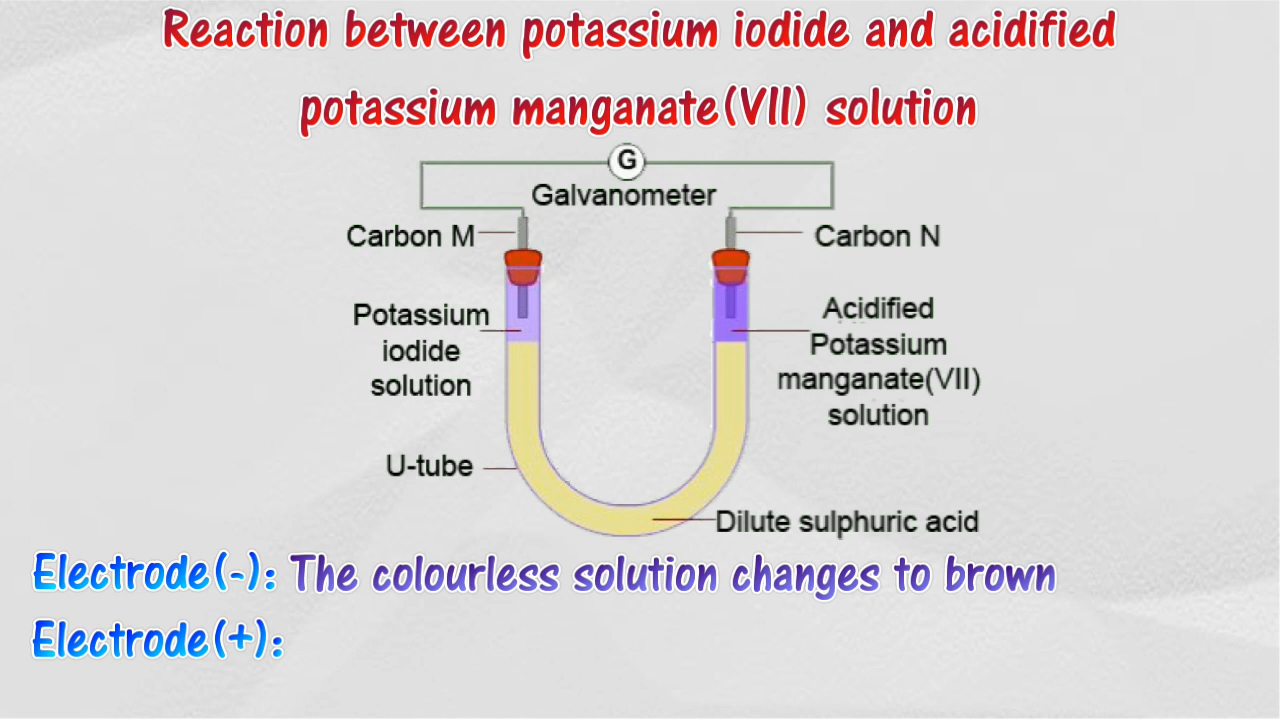 Reaction between potassium iodide and acidified
potassium manganate(VII) solution
G
Galvanometer
Carbon M
Carbon N
Potassium
iodide
solution
Acidified
Potassium
manganate(VII)
solution
U-tube
Dilute sulphuric acid
Electrode(-): The colourless solution changes to brown
Electrode(+):